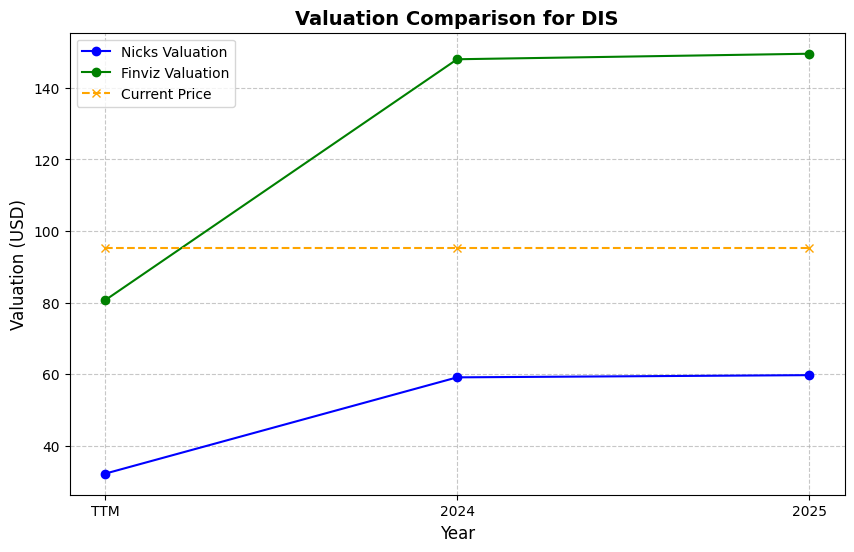 Valuation Comparison for DIS
Nicks Valuation
Finviz Valuation
Current Price
Valuation (USD)
140
120
100
80
60
40
TTM
2024
2025
Year